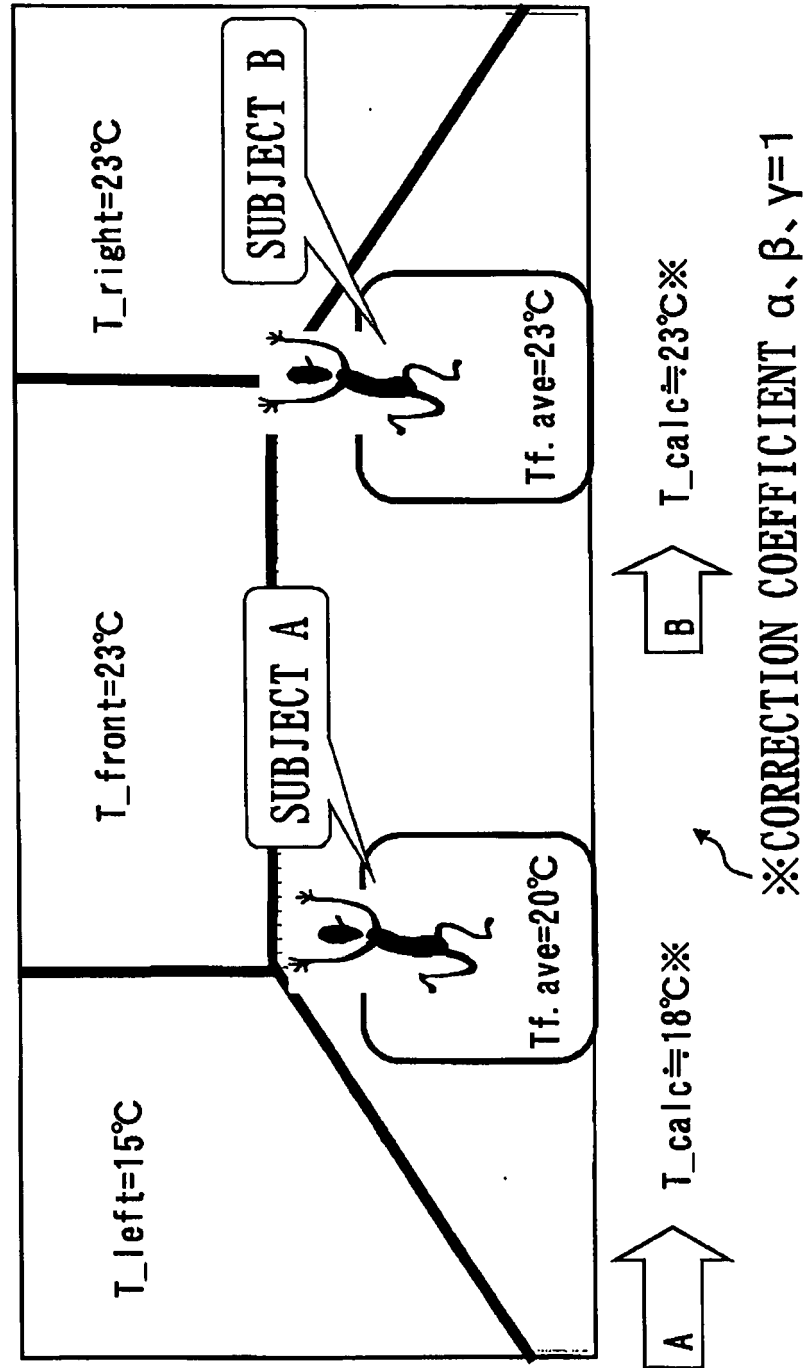 T_left=15℃
T_front=23℃
T_right=23℃
SUBJECT A
SUBJECT B
Tf. ave=20℃
Tf. ave=23℃
A
T_calc≒18℃※
B
T_calc≒23℃※
※CORRECTION COEFFICIENT α、β、γ=1